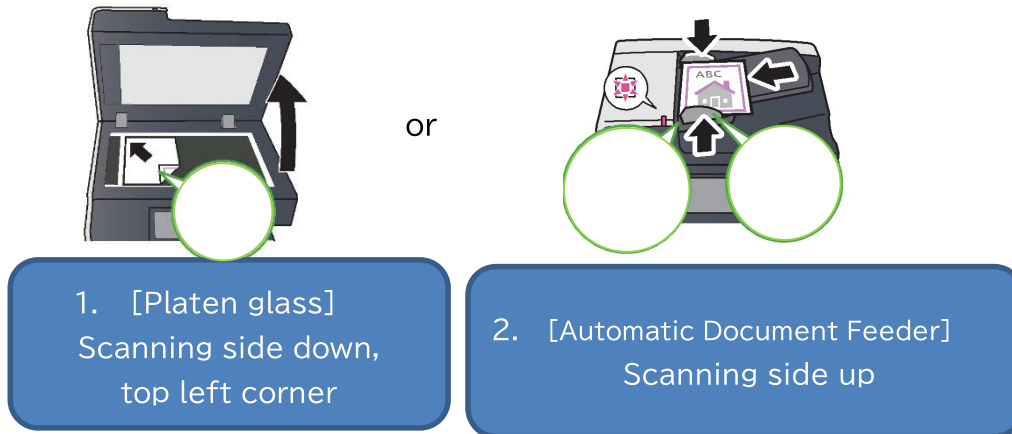 or
ABC
1. [Platen glass]
Scanning side down,
top left corner
2. [Automatic Document Feeder]
Scanning side up